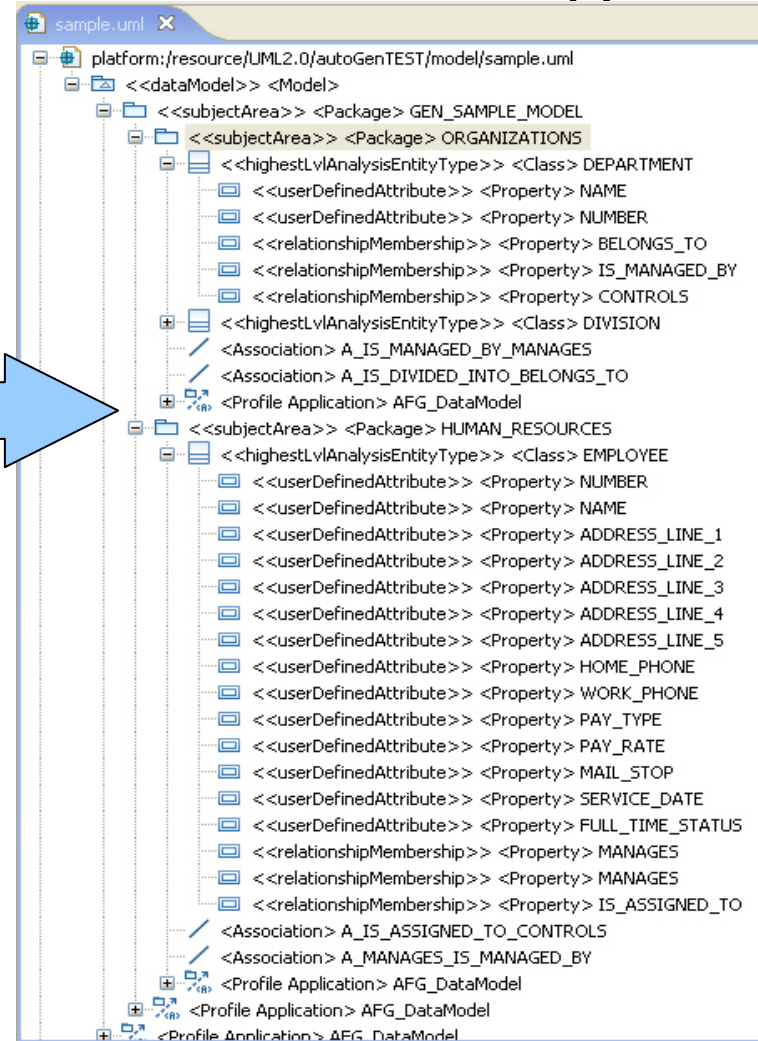 sample.uml
platform:/resource/UML2.0/autoGenTEST/model/sample.uml
<<dataModel>> <Model>
<<subjectArea>> <Package> GEN_SAMPLE_MODEL
<<subjectArea>> <Package> ORGANIZATIONS
<<highestLvlAnalysisEntityType>> <Class> DEPARTMENT
<<userDefinedAttribute>> <Property> NAME
<<userDefinedAttribute>> <Property> NUMBER
<<relationshipMembership>> <Property> BELONGS_TO
<<relationshipMembership>> <Property> IS_MANAGED_BY
<<relationshipMembership>> <Property> CONTROLS
<<highestLvlAnalysisEntityType>> <Class> DIVISION
<Association> A_IS_MANAGED_BY_MANAGES
<Association> A_IS_DIVIDED_INTO_BELONGS_TO
<Profile Application> AFG_DataModel
<<subjectArea>> <Package> HUMAN_RESOURCES
<<highestLvlAnalysisEntityType>> <Class> EMPLOYEE
<<userDefinedAttribute>> <Property> NUMBER
<<userDefinedAttribute>> <Property> NAME
<<userDefinedAttribute>> <Property> ADDRESS_LINE_1
<<userDefinedAttribute>> <Property> ADDRESS_LINE_2
<<userDefinedAttribute>> <Property> ADDRESS_LINE_3
<<userDefinedAttribute>> <Property> ADDRESS_LINE_4
<<userDefinedAttribute>> <Property> ADDRESS_LINE_5
<<userDefinedAttribute>> <Property> HOME_PHONE
<<userDefinedAttribute>> <Property> WORK_PHONE
<<userDefinedAttribute>> <Property> PAY_TYPE
<<userDefinedAttribute>> <Property> PAY_RATE
<<userDefinedAttribute>> <Property> MAIL_STOP
<<userDefinedAttribute>> <Property> SERVICE_DATE
<<userDefinedAttribute>> <Property> FULL_TIME_STATUS
<<relationshipMembership>> <Property> MANAGES
<<relationshipMembership>> <Property> MANAGES
<<relationshipMembership>> <Property> IS_ASSIGNED_TO
<Association> A_IS_ASSIGNED_TO_CONTROLS
<Association> A_MANAGES_IS_MANAGED_BY
<Profile Application> AFG_DataModel
<Profile Application> AFG_DataModel
<Profile Application> AFG_DataModel